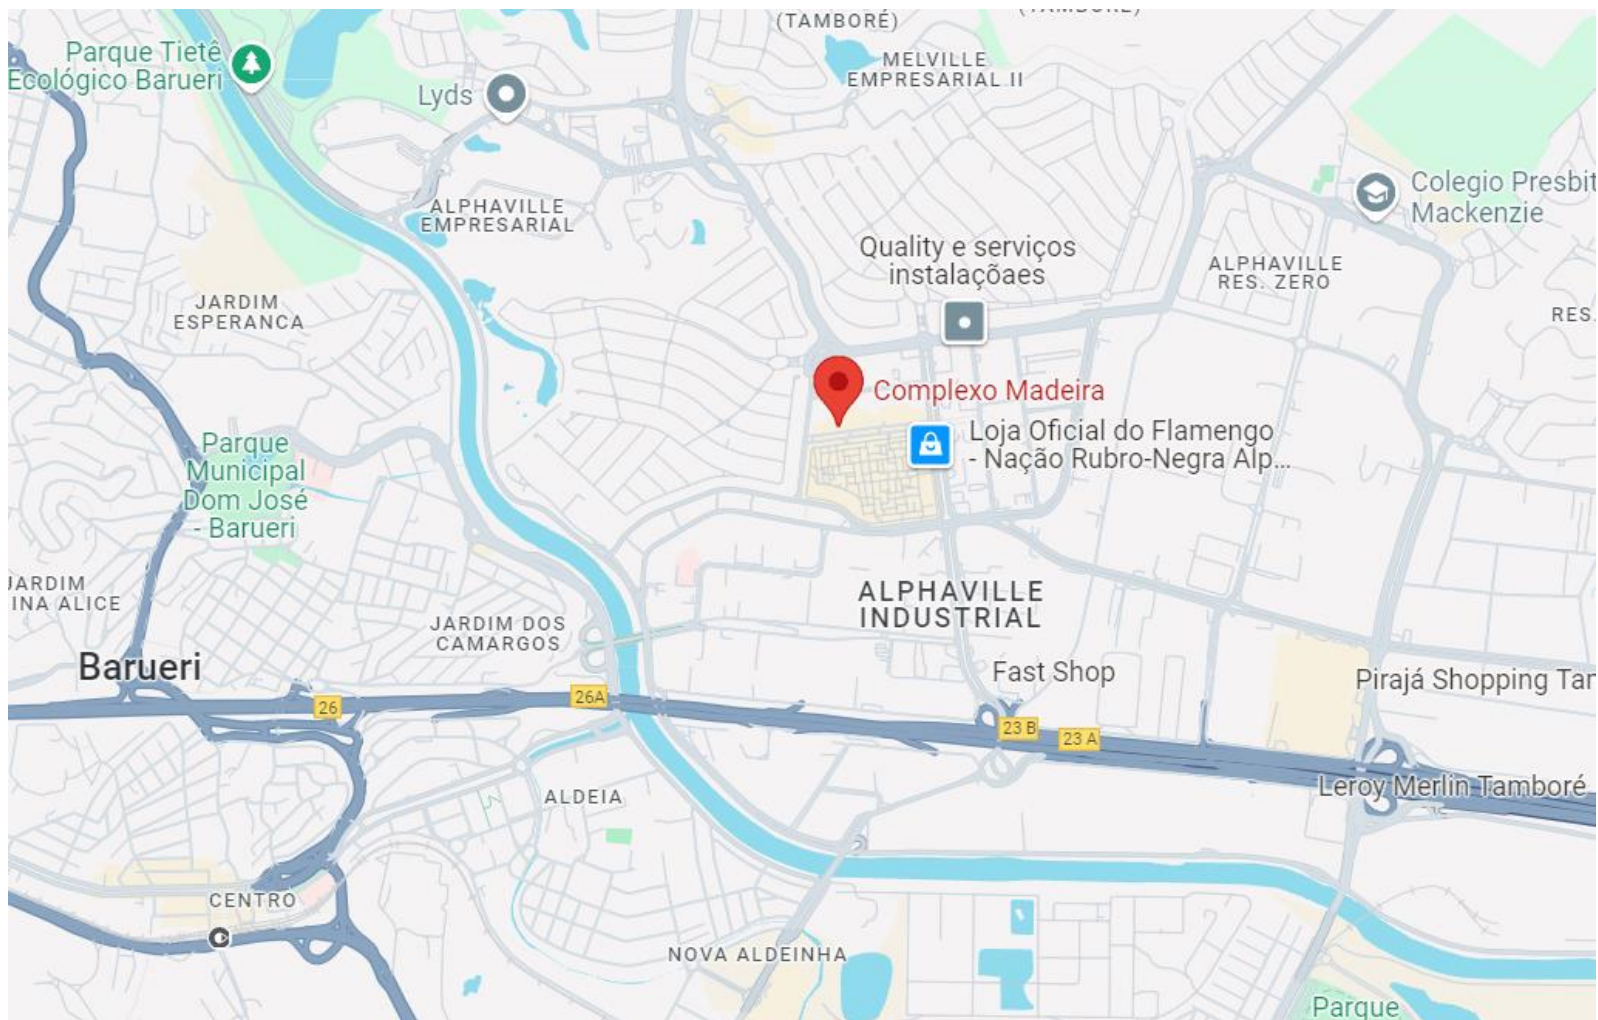 (TAMBORÉ)
(TAMBORÉ)
Parque Tietê
Ecológico Barueri
MELVILLE
EMPRESARIAL II
Lyds
Colegio Presbit
Mackenzie
ALPHAVILLE
EMPRESARIAL
Quality e serviços
instalaçõaes
ALPHAVILLE
RES. ZERO
JARDIM
ESPERANCA
RES.
Complexo Madeira
Loja Oficial do Flamengo
- Nação Rubro-Negra Alp...
Parque
Municipal
Dom José
- Barueri
JARDIM
INA ALICE
ALPHAVILLE
INDUSTRIAL
JARDIM DOS
CAMARGOS
Barueri
Fast Shop
Pirajá Shopping Tar
26
26A
23 B
23 A
Leroy Merlin Tamboré
ALDEIA
CENTRO
NOVA ALDEINHA
Parque